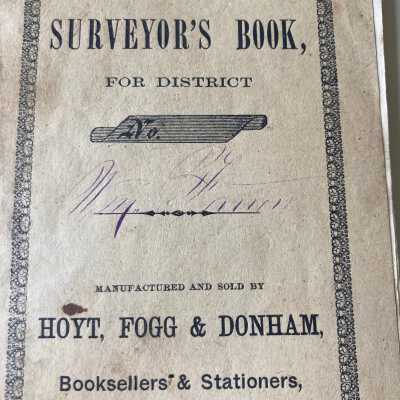 SURVEYOR'S BOOK,
FOR DISTRICT
No.
MANUFACTURED AND SOLD BY
HOYT, FOGG & DONHAM,
Booksellers & Stationers,